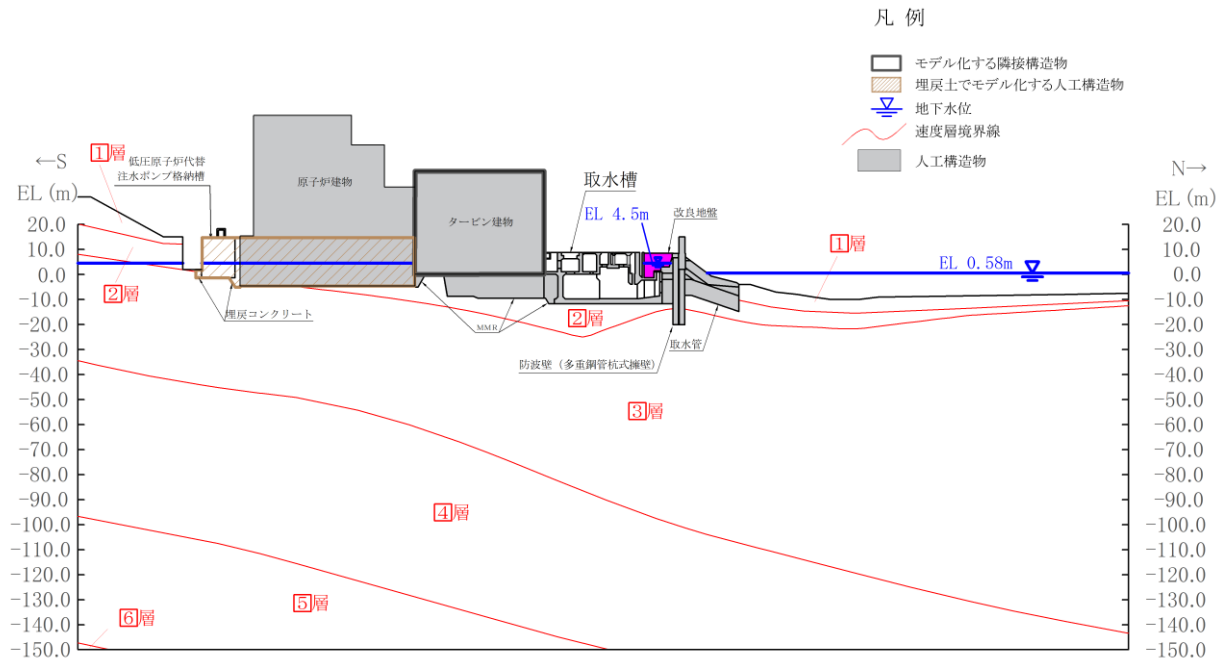 凡 例
モデル化する隣接構造物
埋戻土でモデル化する人工構造物
地下水位
速度層境界線
人工構造物
←S
EL (m)
20.0
10.0
0.0
-10.0
-20.0
-30.0
-40.0
-50.0
-60.0
-70.0
-80.0
-90.0
-100.0
-110.0
-120.0
-130.0
-140.0
-150.0
1層
低圧原子炉代替
注水ポンプ格納槽
原子炉建物
タービン建物
取水槽
EL 4.5m
改良地盤
1層
EL 0.58m
2層
埋戻コンクリート
MMR
2層
取水管
防波壁 (多重鋼管杭式擁壁)
3層
4層
5層
6層
N→
EL (m)
20.0
10.0
0.0
-10.0
-20.0
-30.0
-40.0
-50.0
-60.0
-70.0
-80.0
-90.0
-100.0
-110.0
-120.0
-130.0
-140.0
-150.0